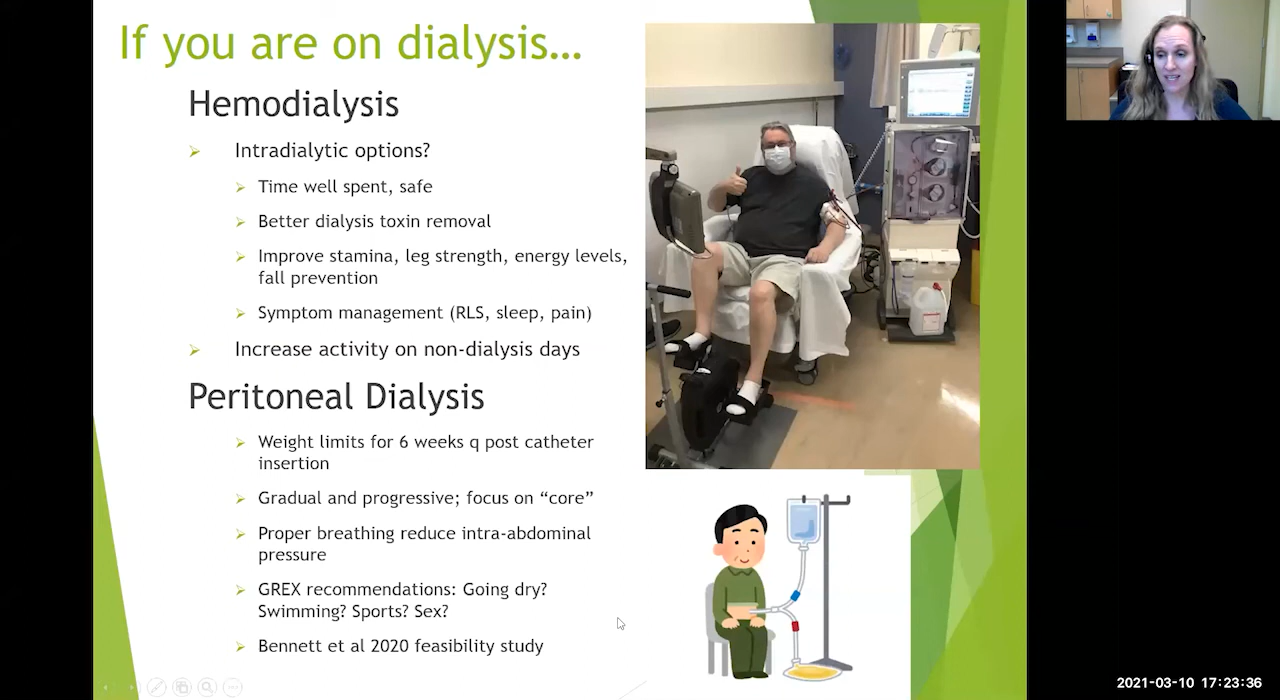 If you are on dialysis...
Hemodialysis
Intradialytic options?
Time well spent, safe
Better dialysis toxin removal
Improve stamina, leg strength, energy levels,
fall prevention
Symptom management (RLS, sleep, pain)
Increase activity on non-dialysis days
Peritoneal Dialysis
Weight limits for 6 weeks q post catheter
insertion
Gradual and progressive; focus on “core”
Proper breathing reduce intra-abdominal
pressure
GREX recommendations: Going dry?
Swimming? Sports? Sex?
Bennett et al 2020 feasibility study
2021-03-10 17:23:36